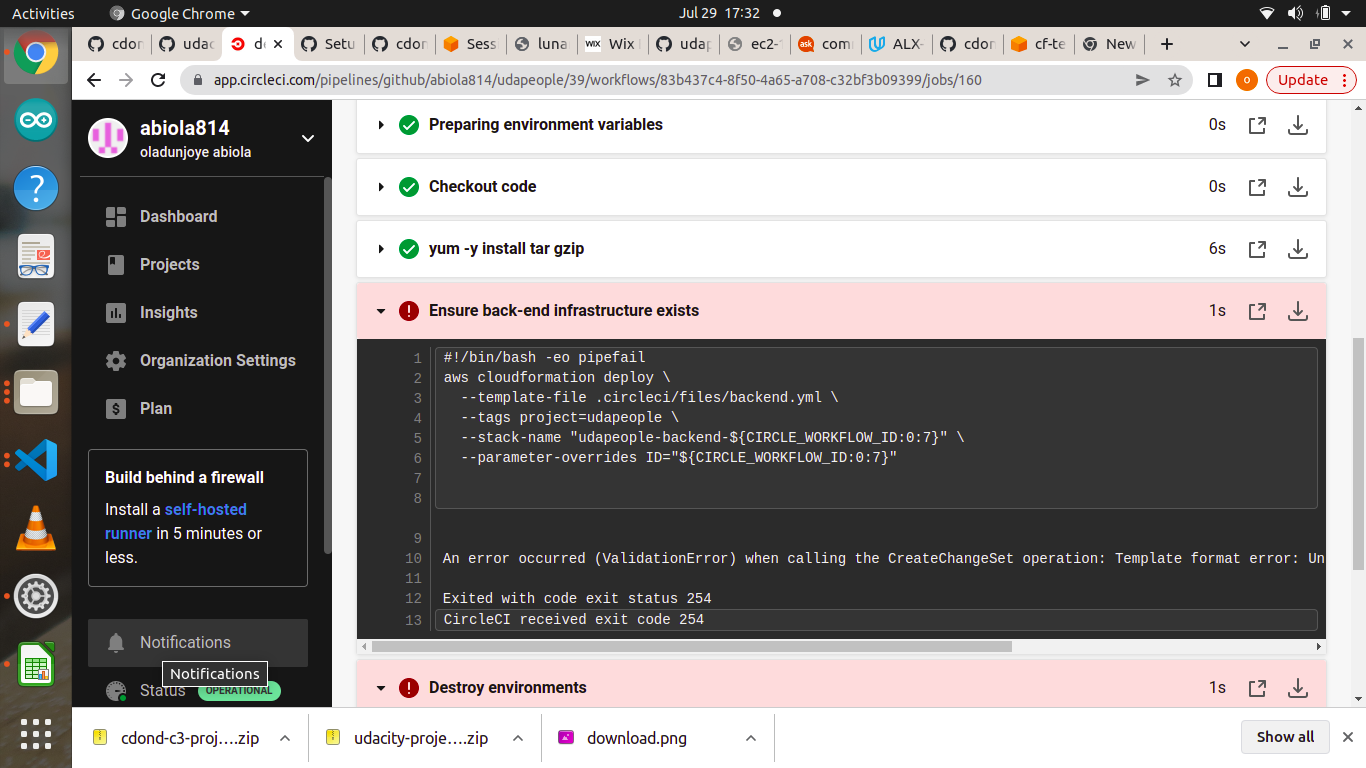 Activities
Google Chrome
Jul 29 17:32
cdon
udac
de
Setu
cdon
Sess
luna
WIX
Wix
udap
ec2-
ask
com
ALX-
cdon
cf-te
New
app.circleci.com/pipelines/github/abiola814/udapeople/39/workflows/83b437c4-8f50-4a65-a708-c32bf3b09399/jobs/160
o
Update
abiola814
oladunjoye abiola
Dashboard
Projects
Insights
Organization Settings
Plan
Build behind a firewall
Install a self-hosted
runner in 5 minutes or
less.
Notifications
Notifications
Status
OPERATIONAL
Preparing environment variables
0s
Checkout code
0s
yum -y install tar gzip
6s
Ensure back-end infrastructure exists
1s
1 #!/bin/bash -eo pipefail
2 aws cloudformation deploy \
3 --template-file .circleci/files/backend.yml \
4 --tags project=udapeople \
5 --stack-name "udapeople-backend-${CIRCLE_WORKFLOW_ID:0:7}" \
6 --parameter-overrides ID="${CIRCLE_WORKFLOW_ID:0:7}"
7
8
9
10 An error occurred (ValidationError) when calling the CreateChangeSet operation: Template format error: Un
11
12 Exited with code exit status 254
13 CircleCI received exit code 254
Destroy environments
1s
cdond-c3-proj....zip
udacity-proje....zip
download.png
Show all